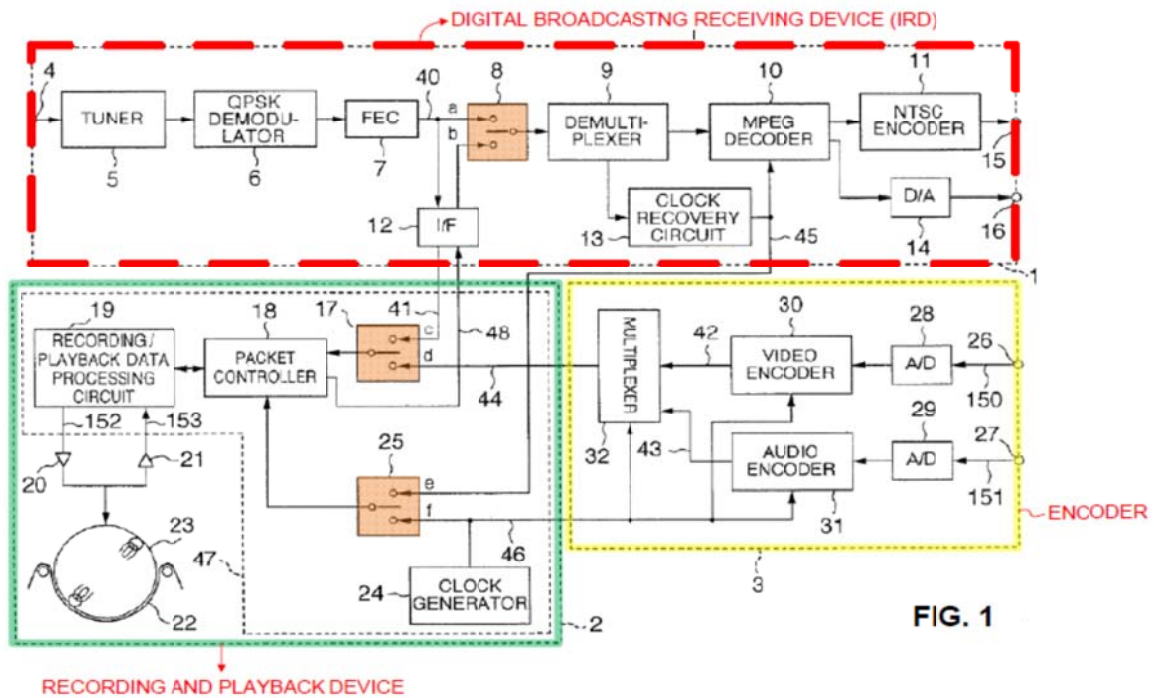 DIGITAL BROADCASTNG RECEIVING DEVICE (IRD)
4
TUNER
5
QPSK
DEMODU-
LATOR
6
FEC
7
40
a
b
8
9
DEMULTI-
PLEXER
10
MPEG
DECODER
11
NTSC
ENCODER
15
12
I/F
13
CLOCK
RECOVERY
CIRCUIT
45
D/A
14
16
1
19
RECORDING/
PLAYBACK DATA
PROCESSING
CIRCUIT
18
PACKET
CONTROLLER
17
41
c
d
48
44
152
153
20
21
23
22
47
25
e
f
46
24
CLOCK
GENERATOR
2
MULTIPLEXER
32
42
43
30
VIDEO
ENCODER
28
A/D
26
150
AUDIO
ENCODER
31
29
A/D
27
151
3
ENCODER
FIG. 1
RECORDING AND PLAYBACK DEVICE